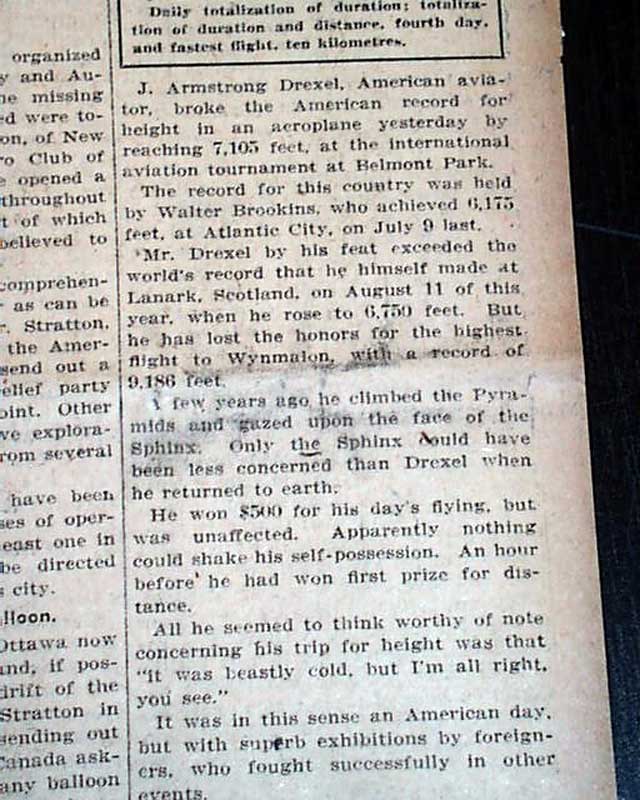 organized
y and Au-
he missing
ed were to-
on, of New
ro Club of
e opened a
throughout
t of which
believed to
comprehen-
as can be
r. Stratton,
the Amer-
send out a
elief party
oint. Other
ve explora-
rom several
have been
ses of oper-
east one in
be directed
s city.
lloon.
Ottawa now
and, if pos-
drift of the
Stratton in
sending out
Canada ask-
any balloon
Daily totalization of duration; totaliza-
tion of duration and distance, fourth day,
and fastest flight, ten kilometres.
J. Armstrong Drexel, American avia-
tor, broke the American record for
height in an aeroplane yesterday by
reaching 7,105 feet, at the international
aviation tournament at Belmont Park.
The record for this country was held
by Walter Brookins, who achieved 6,175
feet, at Atlantic City, on July 9 last.
Mr. Drexel by his feat exceeded the
world's record that he himself made at
Lanark, Scotland, on August 11 of this
year, when he rose to 6,750 feet. But
he has lost the honors for the highest
flight to Wynmalon, with a record of
9,186 feet.
A few years ago he climbed the Pyra-
mids and gazed upon the face of the
Sphinx. Only the Sphinx would have
been less concerned than Drexel when
he returned to earth.
He won $500 for his day's flying, but
was unaffected. Apparently nothing
could shake his self-possession. An hour
before he had won first prize for dis-
tance.
All he seemed to think worthy of note
concerning his trip for height was that
"it was beastly cold, but I'm all right,
you see."
It was in this sense an American day,
but with superb exhibitions by foreign-
ers, who fought successfully in other
events.